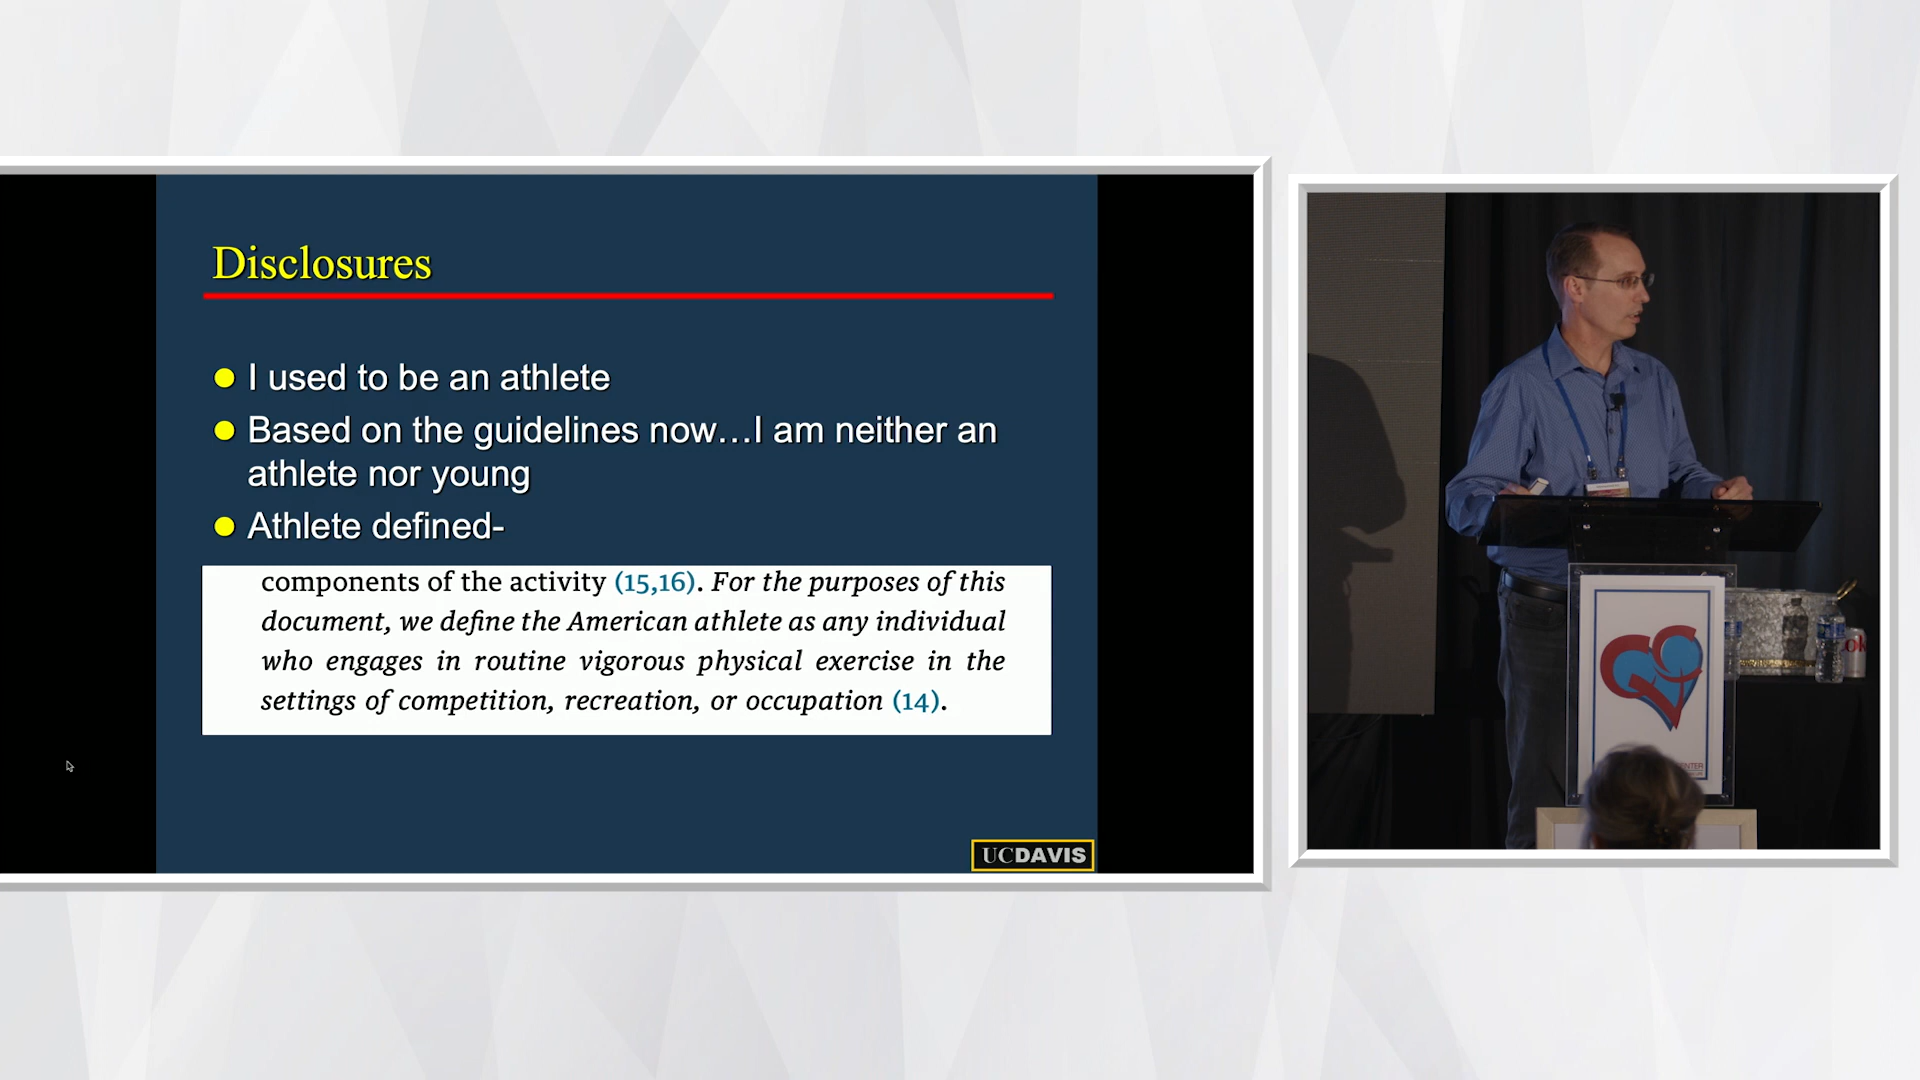 Disclosures
I used to be an athlete
Based on the guidelines now…I am neither an
athlete nor young
Athlete defined-
components of the activity (15,16). For the purposes of this
document, we define the American athlete as any individual
who engages in routine vigorous physical exercise in the
settings of competition, recreation, or occupation (14).
UCDAVIS